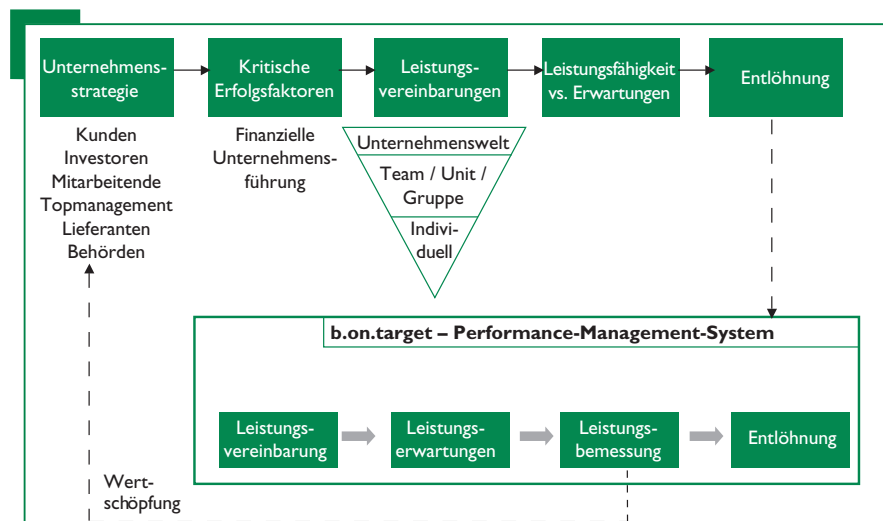 Unternehmens-
strategie
Kritische
Erfolgsfaktoren
Leistungs-
vereinbarungen
Leistungsfähigkeit
vs. Erwartungen
Entlöhnung
Kunden
Investoren
Mitarbeitende
Topmanagement
Lieferanten
Behörden
Finanzielle
Unternehmens-
führung
Unternehmenswelt
Team / Unit /
Gruppe
Indivi-
duell
b.on.target – Performance-Management-System
Leistungs-
vereinbarung
Leistungs-
erwartungen
Leistungs-
bemessung
Entlöhnung
Wert-
schöpfung